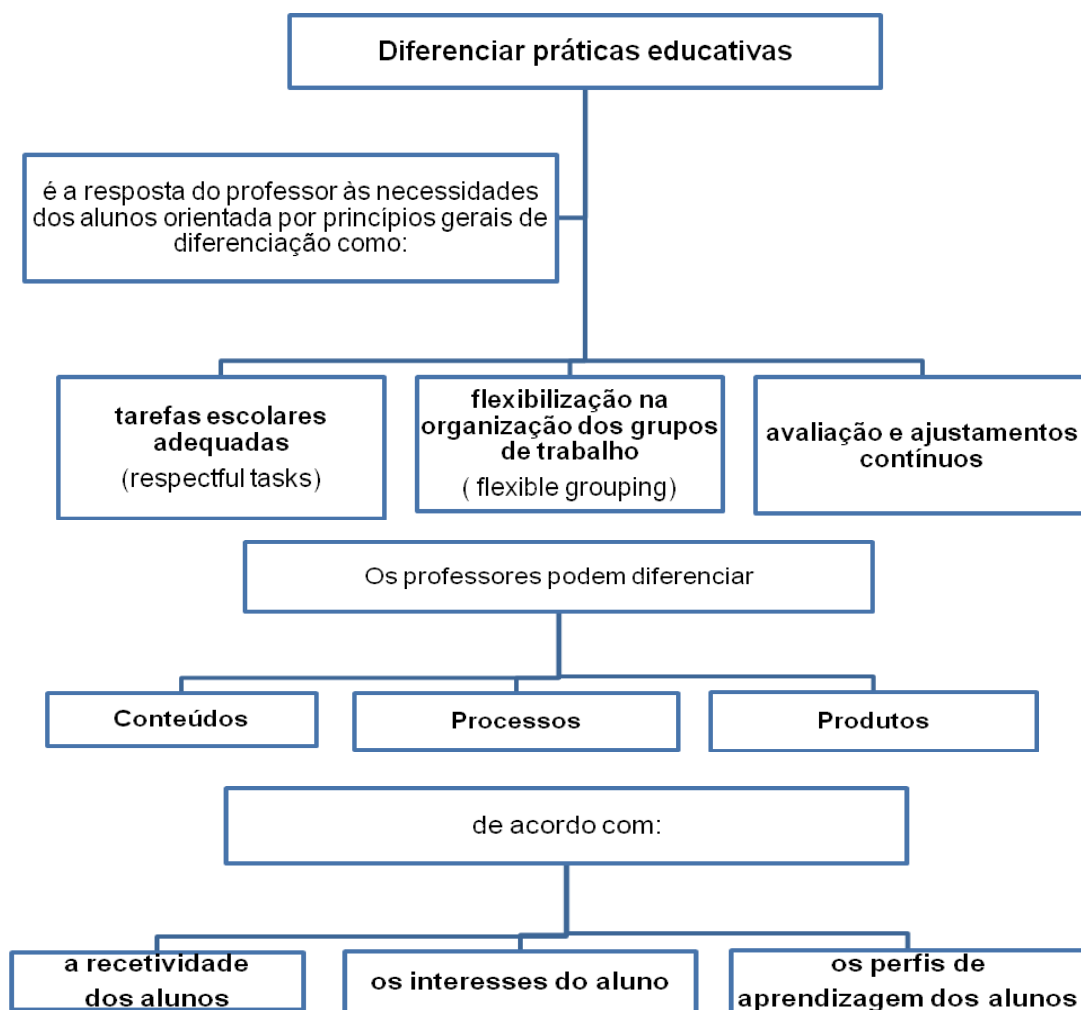 Diferenciar práticas educativas
é a resposta do professor às necessidades
dos alunos orientada por princípios gerais de
diferenciação como:
tarefas escolares
adequadas
(respectful tasks)
flexibilização na
organização dos grupos
de trabalho
( flexible grouping)
avaliação e ajustamentos
contínuos
Os professores podem diferenciar
Conteúdos
Processos
Produtos
de acordo com:
a recetividade
dos alunos
os interesses do aluno
os perfis de
aprendizagem dos alunos